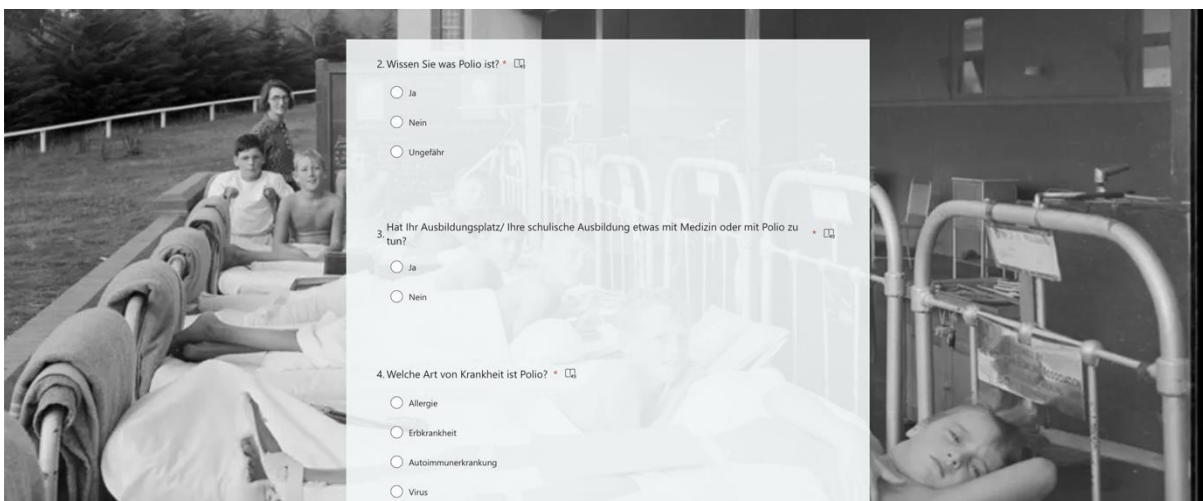 2. Wissen Sie was Polio ist? *
Ja
Nein
Ungefähr
3. Hat Ihr Ausbildungsplatz/ Ihre schulische Ausbildung etwas mit Medizin oder mit Polio zu
tun? *
Ja
Nein
4. Welche Art von Krankheit ist Polio? *
Allergie
Erbkrankheit
Autoimmunerkrankung
Virus